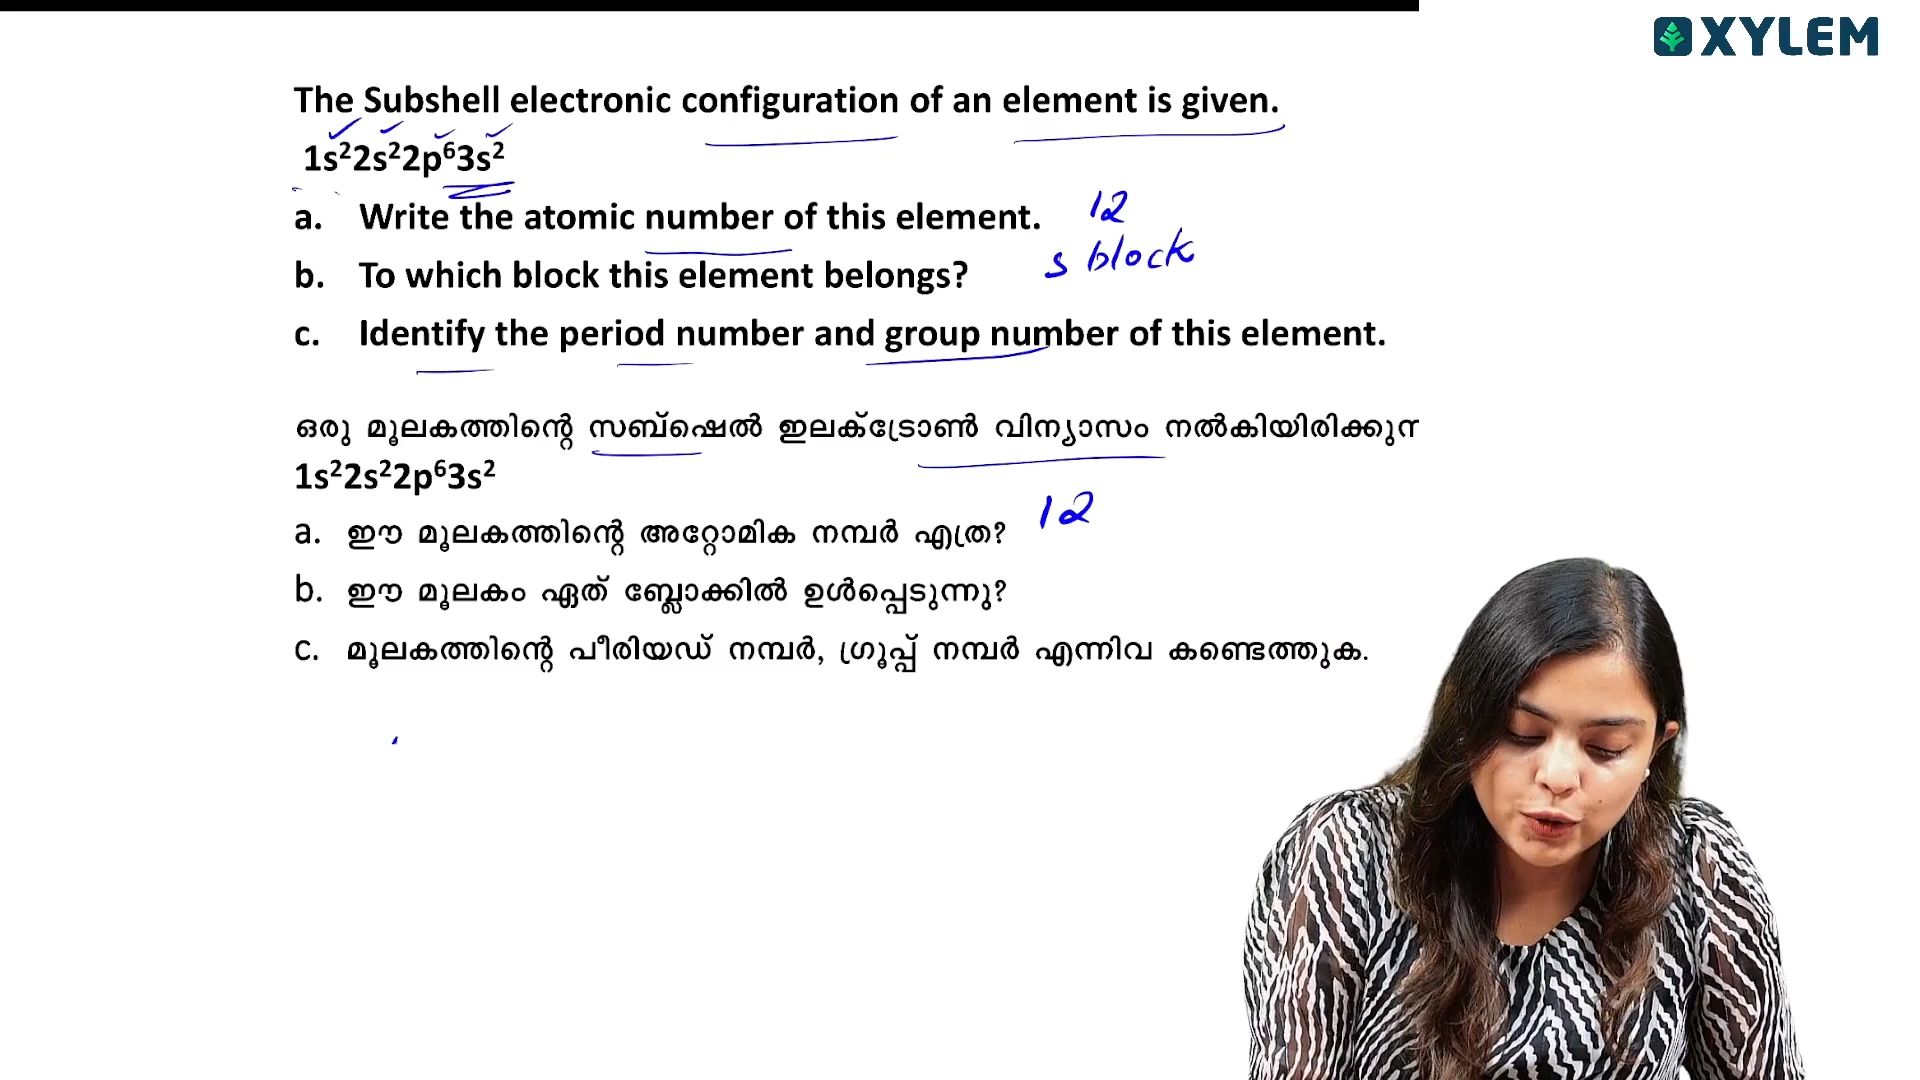 XYLEM
The Subshell electronic configuration of an element is given.
1s²2s²2p⁶3s²
a. Write the atomic number of this element. 12
b. To which block this element belongs? s block
c. Identify the period number and group number of this element.
ഒരു മൂലകത്തിന്റെ സബ്ഷെൽ ഇലക്ട്രോൺ വിന്യാസം
1s²2s²2p⁶3s²
a. ഈ മൂലകത്തിന്റെ അറ്റോമിക നമ്പർ എത്ര? 12
b. ഈ മൂലകം ഏത് ബ്ലോക്കിൽ ഉൾപ്പെടുന്നു?
c. മൂലകത്തിന്റെ പീരിയഡ് നമ്പർ, ഗ്രൂപ്പ് നമ്പർ എന്നിവ കണ്ടെത്തുക.